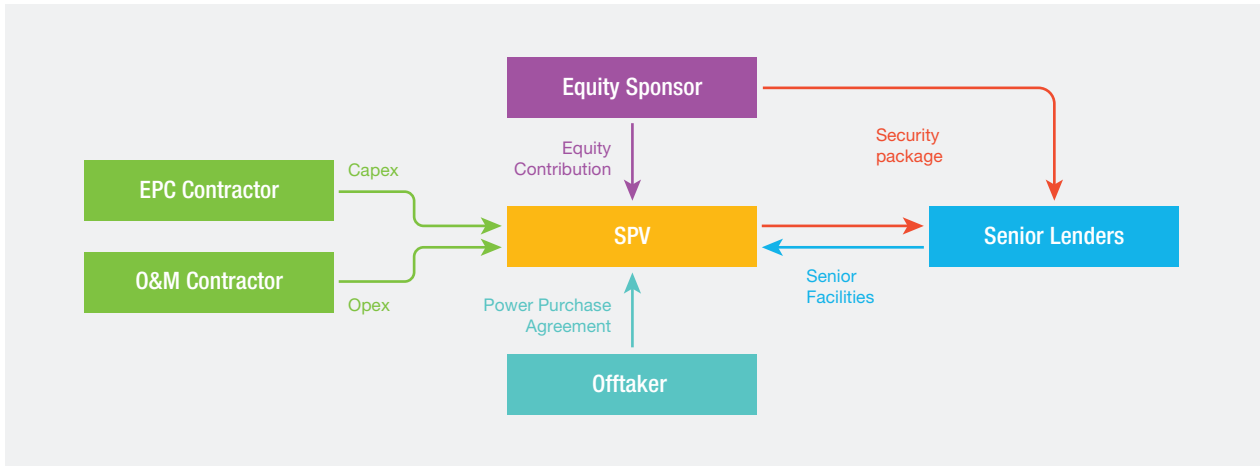 Equity Sponsor
Equity
Contribution
Security
package
EPC Contractor
Capex
SPV
Senior Lenders
O&M Contractor
Opex
Senior
Facilities
Power Purchase
Agreement
Offtaker